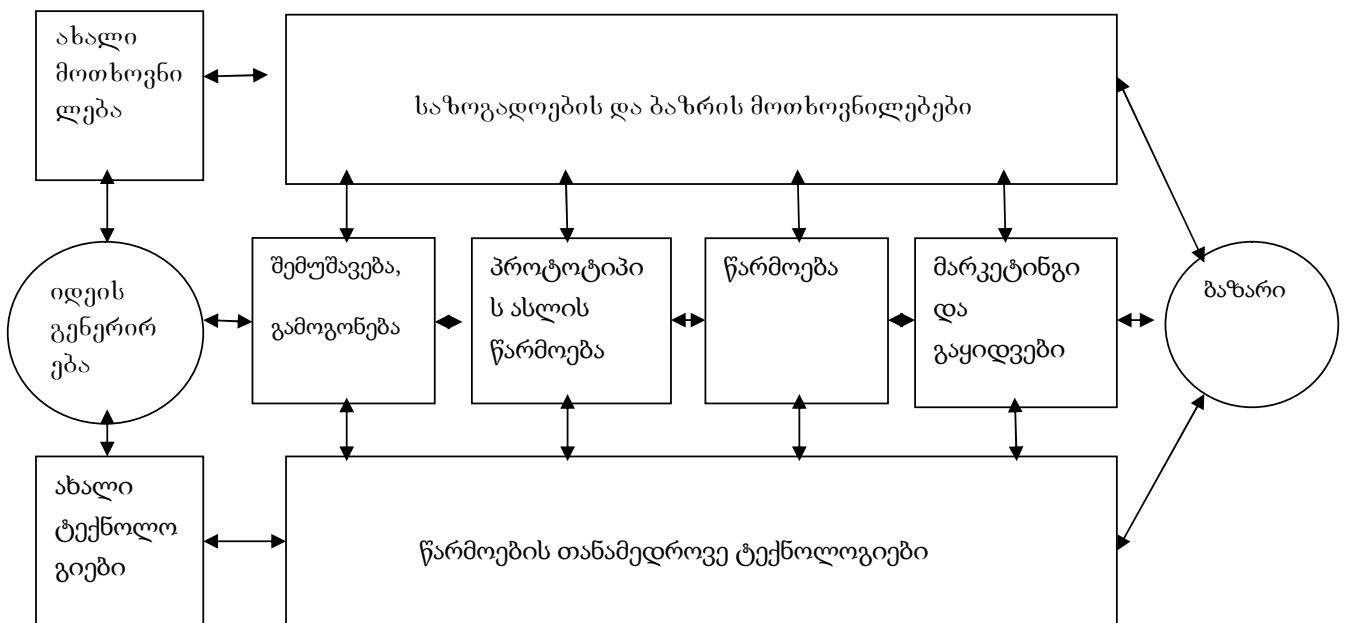 ახალი
მოთხოვნი
ლება
საზოგადოების და ბაზრის მოთხოვნილებები
იდეის
გენერირ
ება
შემუშავება,
გამოგონება
პროტოტიპი
ს ასლის
წარმოება
წარმოება
მარკეტინგი
და
გაყიდვები
ბაზარი
ახალი
ტექნოლო
გიები
წარმოების თანამედროვე ტექნოლოგიები